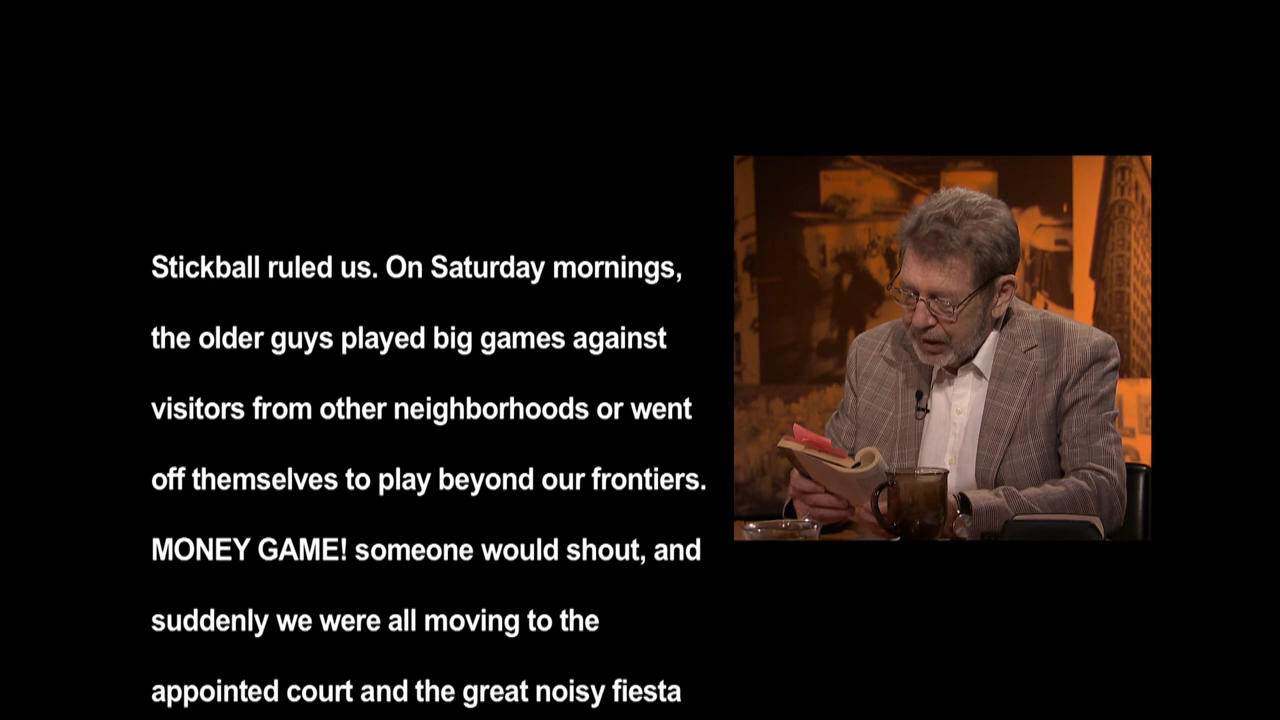 Stickball ruled us. On Saturday mornings,
the older guys played big games against
visitors from other neighborhoods or went
off themselves to play beyond our frontiers.
MONEY GAME! someone would shout, and
suddenly we were all moving to the
appointed court and the great noisy fiesta